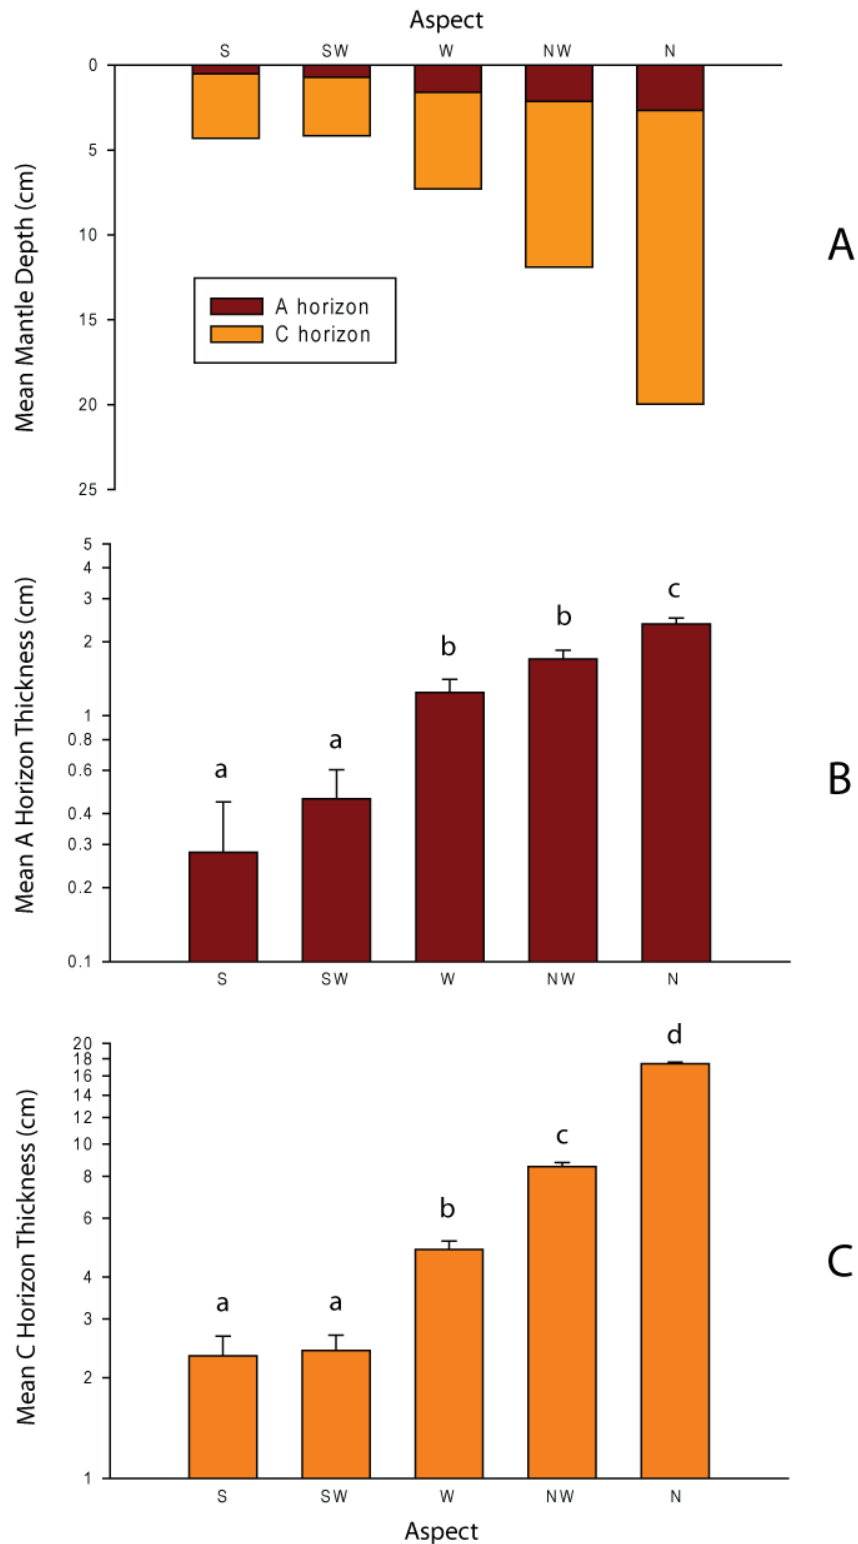 Aspect
S SW W NW N
0
5
10
15
20
25
Mean Mantle Depth (cm)
A horizon
C horizon
A
5
4
3
2
1
0.8
0.6
0.4
0.3
0.2
0.1
Mean A Horizon Thickness (cm)
a a b b c
S SW W NW N
B
20
18
16
14
12
10
8
6
4
3
2
1
Mean C Horizon Thickness (cm)
a a b c d
S SW W NW N
Aspect
C